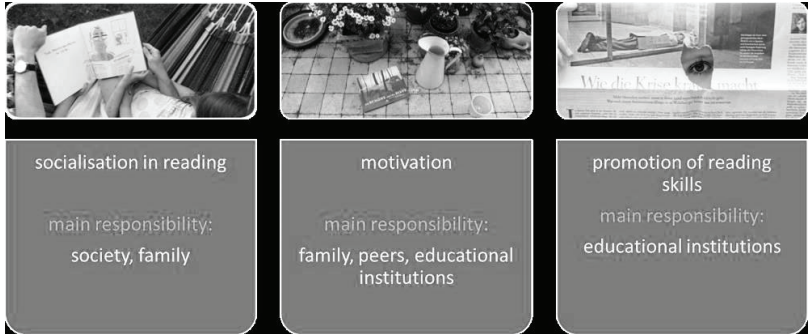 Wie die Krise macht
socialisation in reading
main responsibility:
society, family
motivation
main responsibility:
family, peers, educational
institutions
promotion of reading
skills
main responsibility:
educational institutions